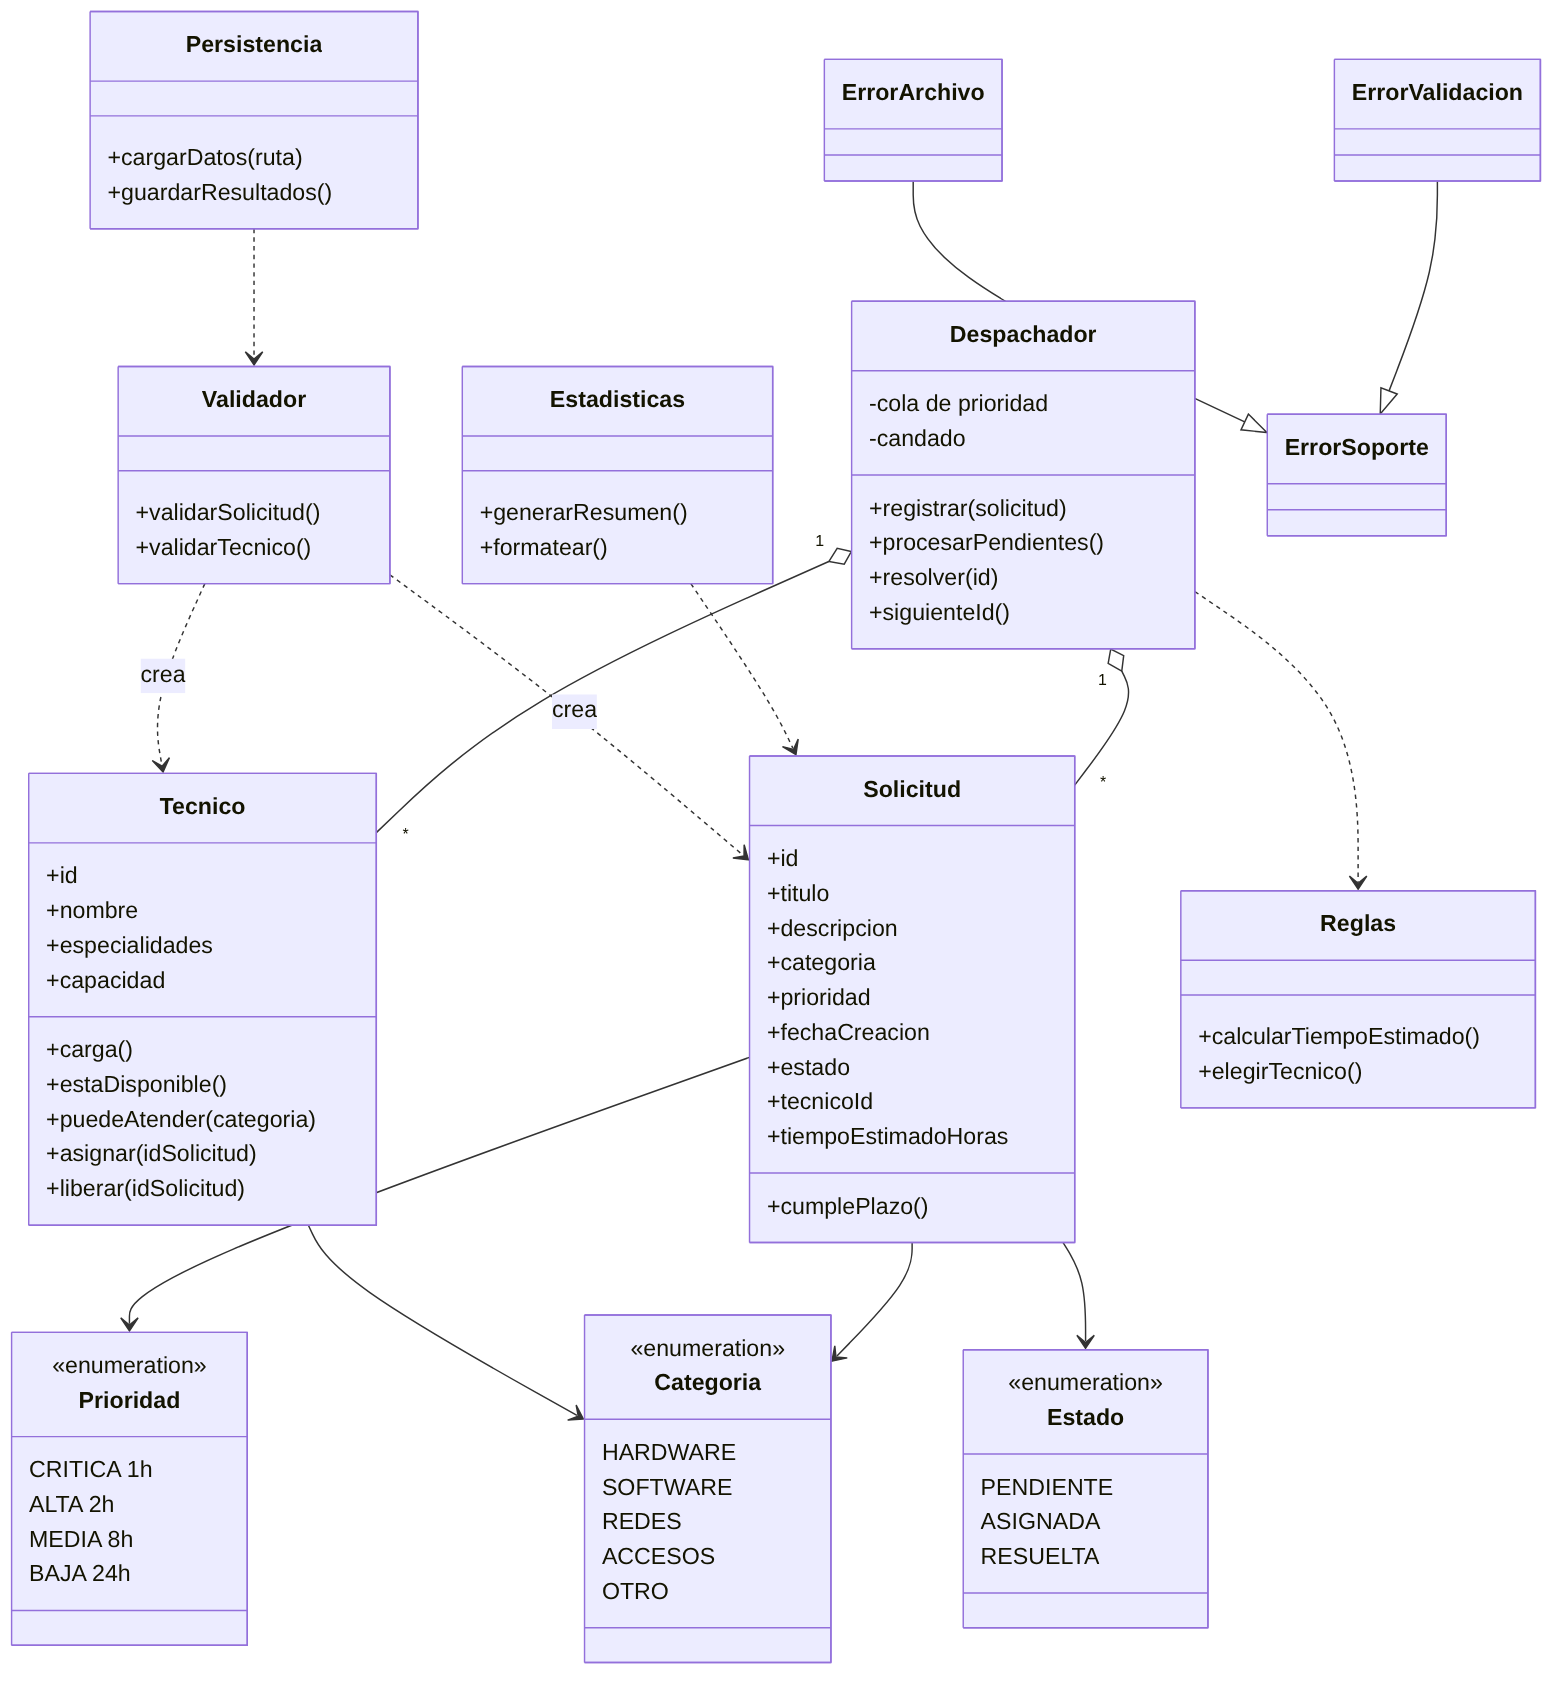 Persistencia
+cargarDatos(ruta)
+guardarResultados()
ErrorArchivo
ErrorValidacion
Despachador
-cola de prioridad
-candado
+registrar(solicitud)
+procesarPendientes()
+resolver(id)
+siguienteId()
Validador
+validarSolicitud()
+validarTecnico()
Estadisticas
+generarResumen()
+formatear()
ErrorSoporte
1
1
crea
crea
*
*
Tecnico
+id
+nombre
+especialidades
+capacidad
+carga()
+estaDisponible()
+puedeAtender(categoria)
+asignar(idSolicitud)
+liberar(idSolicitud)
Solicitud
+id
+titulo
+descripcion
+categoria
+prioridad
+fechaCreacion
+estado
+tecnicoId
+tiempoEstimadoHoras
+cumplePlazo()
Reglas
+calcularTiempoEstimado()
+elegirTecnico()
«enumeration»
Prioridad
CRITICA 1h
ALTA 2h
MEDIA 8h
BAJA 24h
«enumeration»
Categoria
HARDWARE
SOFTWARE
REDES
ACCESOS
OTRO
«enumeration»
Estado
PENDIENTE
ASIGNADA
RESUELTA